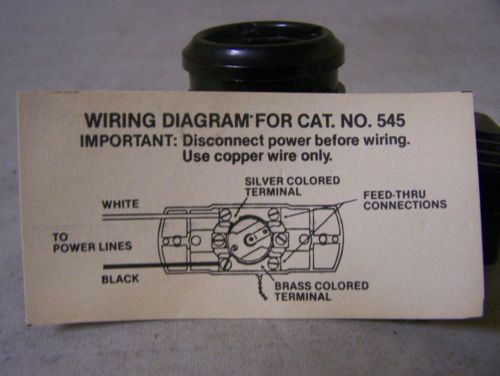 WIRING DIAGRAM FOR CAT. NO. 545
IMPORTANT: Disconnect power before wiring.
Use copper wire only.
SILVER COLORED
TERMINAL
FEED-THRU
CONNECTIONS
WHITE
TO
POWER LINES
BLACK
BRASS COLORED
TERMINAL